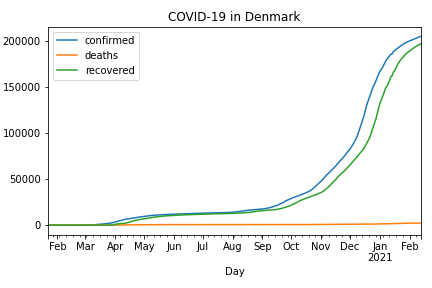 COVID-19 in Denmark
confirmed
deaths
recovered
200000
150000
100000
50000
0
Feb Mar Apr May Jun Jul Aug Sep Oct Nov Dec Jan Feb
2021
Day